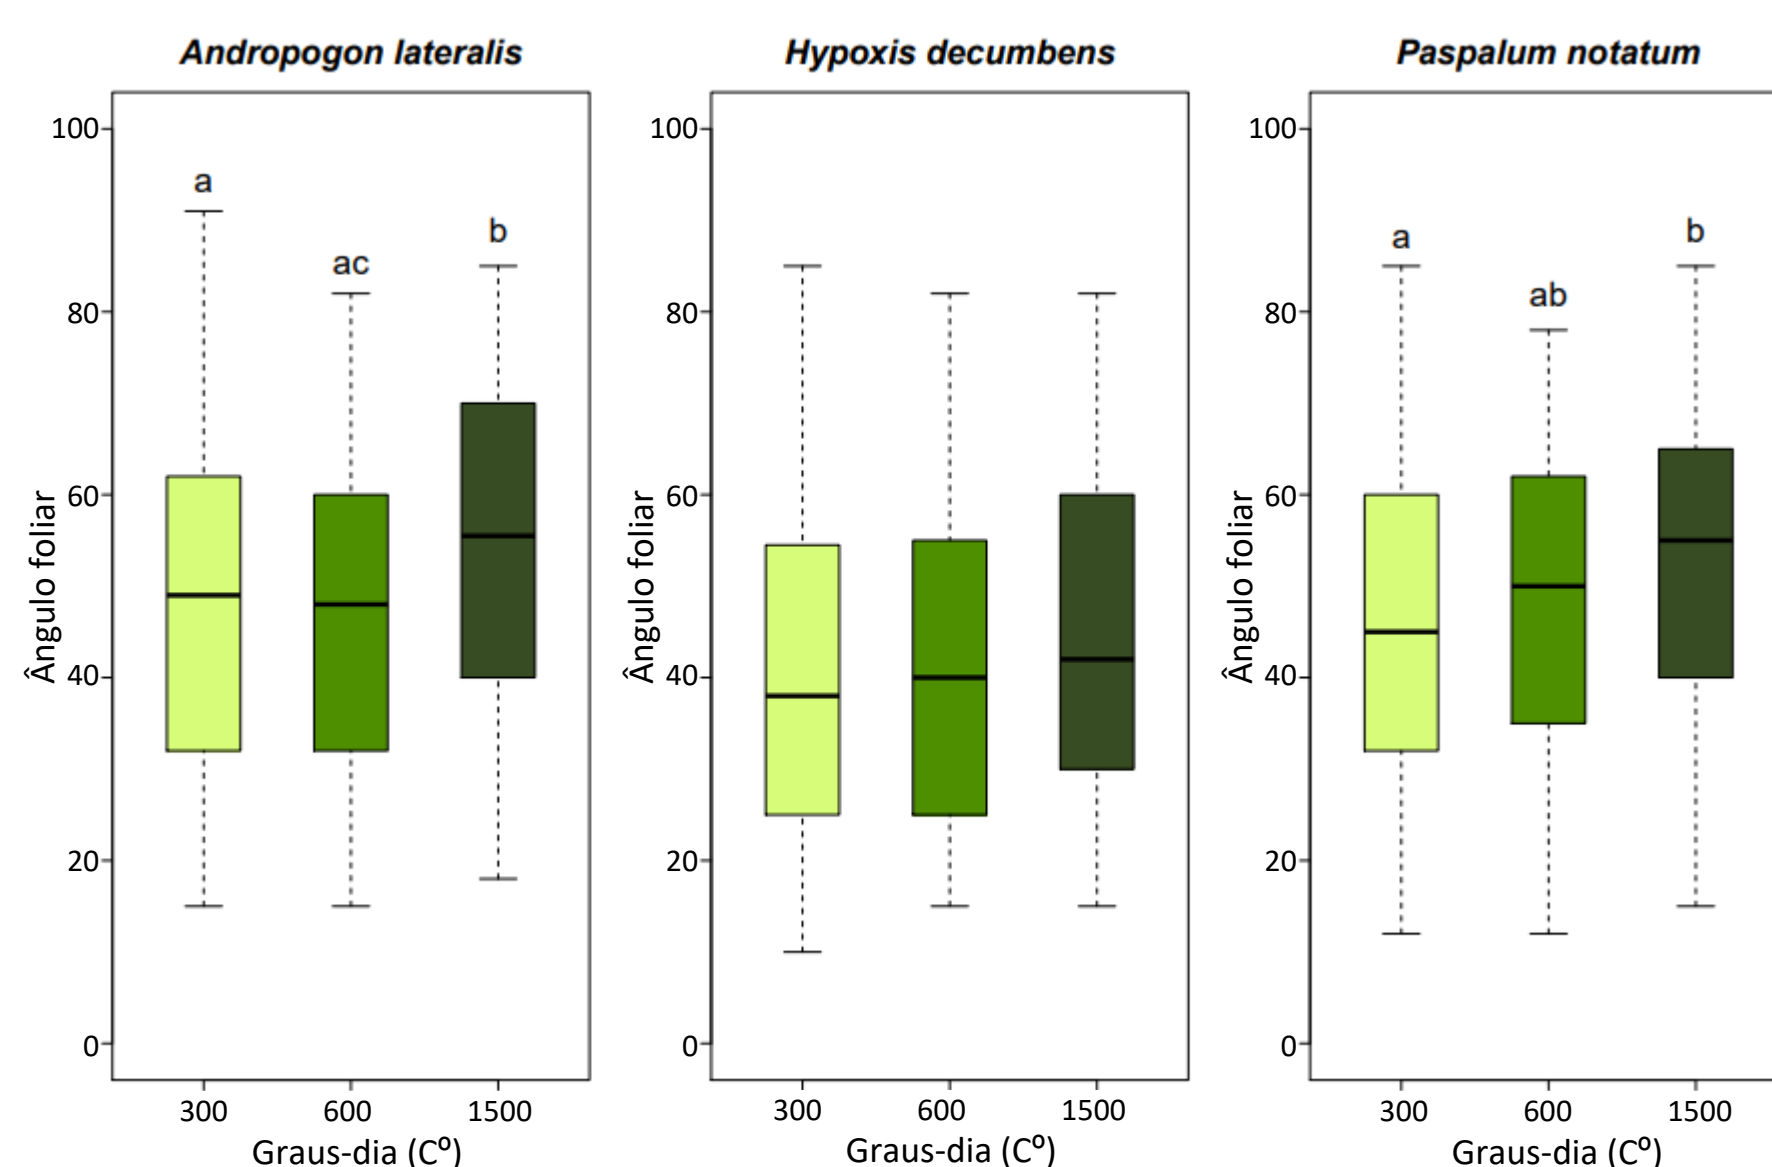 Andropogon lateralis
Hypoxis decumbens
Paspalum notatum
100
80
60
40
20
0
Ângulo foliar
a
ac
b
300 600 1500
Graus-dia (Cº)
100
80
60
40
20
0
Ângulo foliar
300 600 1500
Graus-dia (Cº)
100
80
60
40
20
0
Ângulo foliar
a
ab
b
300 600 1500
Graus-dia (Cº)